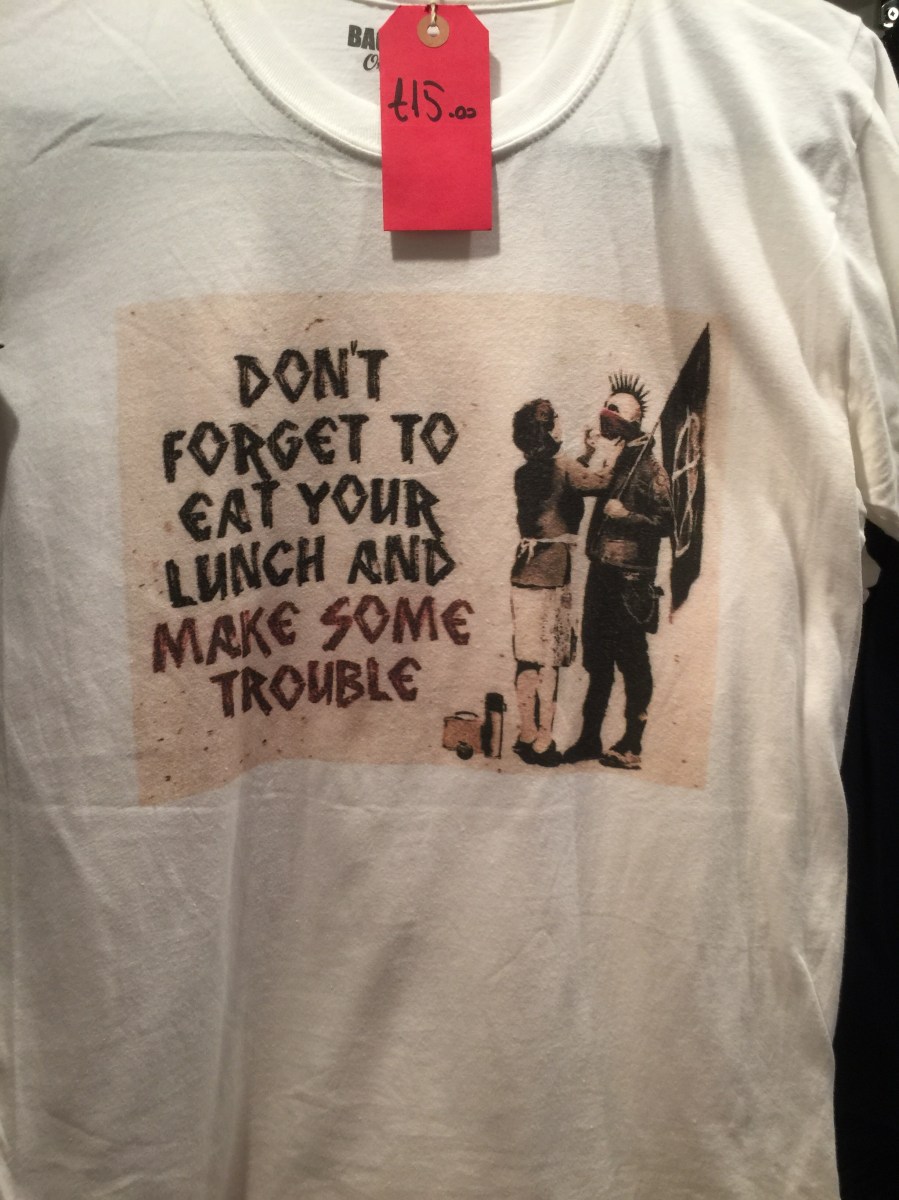 £15.00
DON'T
FORGET TO
EAT YOUR
LUNCH AND
MAKE SOME
TROUBLE